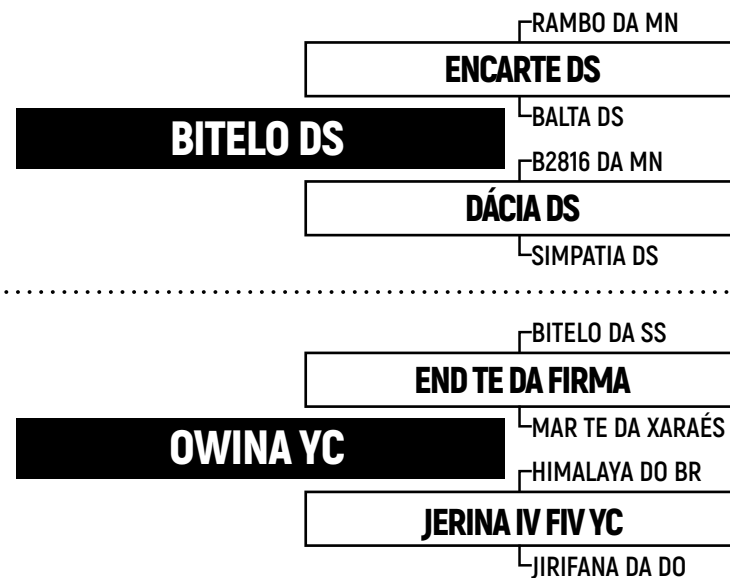 RAMBO DA MN
ENCARTE DS
BALTA DS
BITELO DS
B2816 DA MN
DÁCIA DS
SIMPATIA DS
BITELO DA SS
END TE DA FIRMA
MAR TE DA XARAÉS
OWINA YC
HIMALAYA DO BR
JERINA IV FIV YC
JIRIFANA DA DO